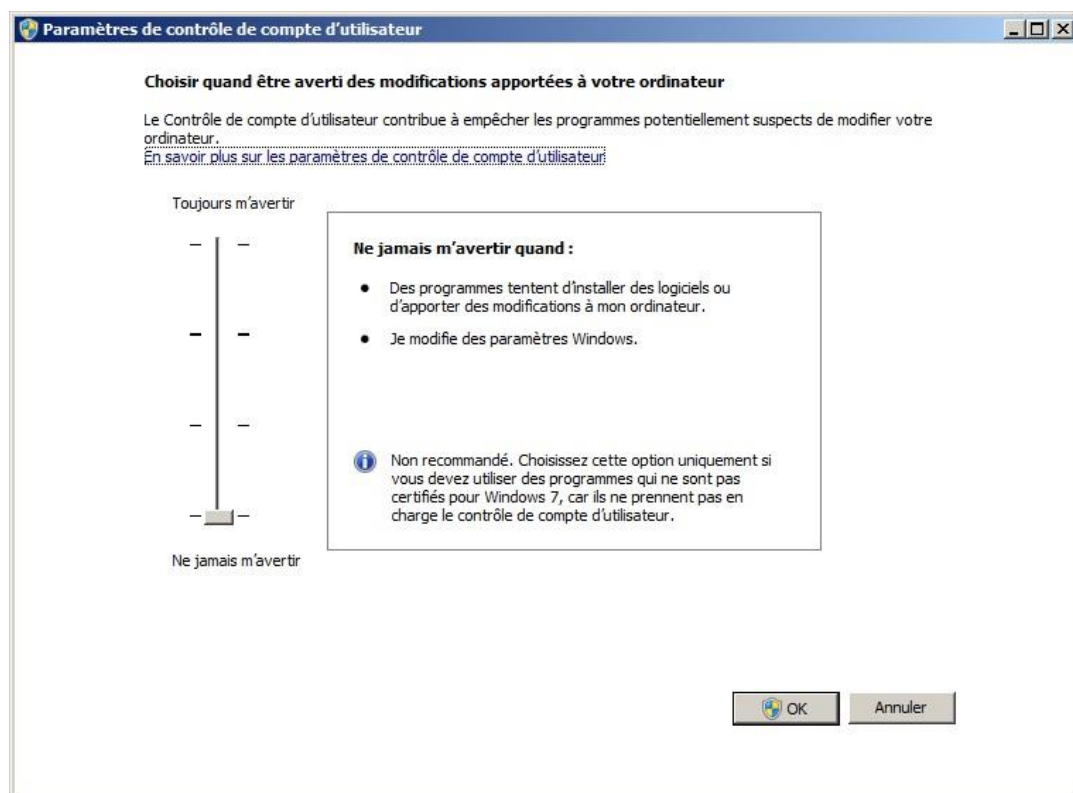 Paramètres de contrôle de compte d'utilisateur
Choisir quand être averti des modifications apportées à votre ordinateur
Le Contrôle de compte d'utilisateur contribue à empêcher les programmes potentiellement suspects de modifier votre
ordinateur.
En savoir plus sur les paramètres de contrôle de compte d'utilisateur
Toujours m'avertir
Ne jamais m'avertir quand :
Des programmes tentent d'installer des logiciels ou
d'apporter des modifications à mon ordinateur.
Je modifie des paramètres Windows.
Non recommandé. Choisissez cette option uniquement si
vous devez utiliser des programmes qui ne sont pas
certifiés pour Windows 7, car ils ne prennent pas en
charge le contrôle de compte d'utilisateur.
Ne jamais m'avertir
OK
Annuler